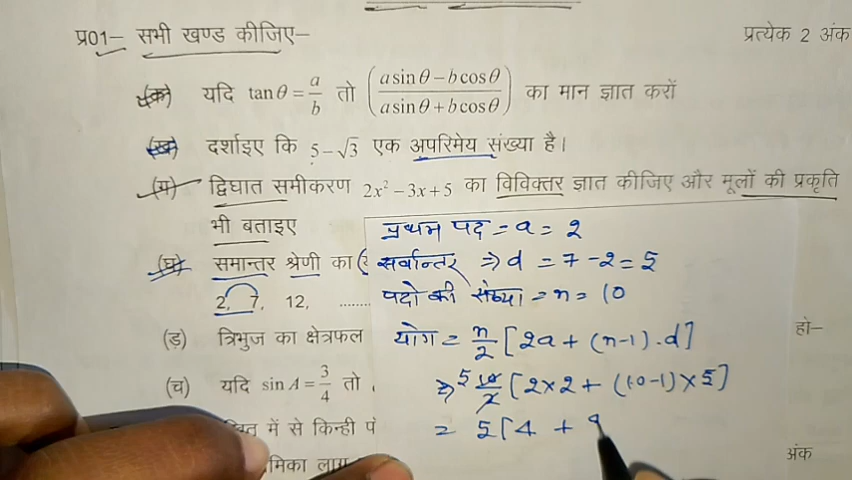 प्र01– सभी खण्ड कीजिए– प्रत्येक 2 अंक
(क) यदि tanθ = a/b तो ((a sinθ – b cosθ)/(a sinθ + b cosθ)) का मान ज्ञात करों
(ख) दर्शाइए कि 5–√3 एक अपरिमेय संख्या है।
(ग) द्विघात समीकरण 2x² – 3x + 5 का विविक्तर ज्ञात कीजिए और मूलों की प्रकृति
भी बताइए
(घ) समान्तर श्रेणी का
2, 7, 12, ........
(ड़) त्रिभुज का क्षेत्रफल हो–
(च) यदि sin A = 3/4 तो
में से किन्ही
अंक
प्रथम पद = a = 2
सर्वान्तर ⇒ d = 7 - 2 = 5
पदो की संख्या = n = 10
योग = n/2 [2a + (n-1).d]
⇒ 5 10/2 [2×2 + (10-1)×5]
= 5[4 + 9